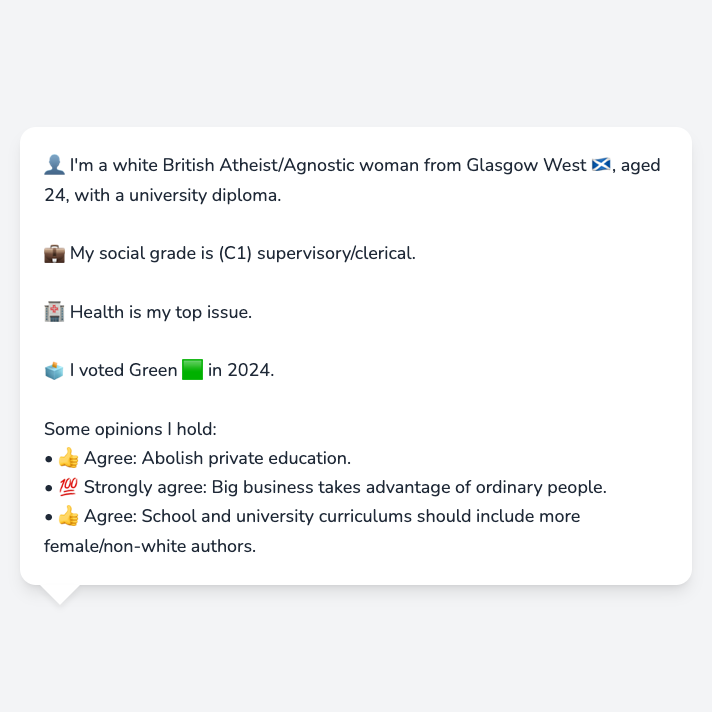 👤 I'm a white British Atheist/Agnostic woman from Glasgow West 🏴󠁧󠁢󠁳󠁣󠁴󠁿, aged
24, with a university diploma.
💼 My social grade is (C1) supervisory/clerical.
🏥 Health is my top issue.
🗳️ I voted Green 🟩 in 2024.
Some opinions I hold:
• 👍 Agree: Abolish private education.
• 💯 Strongly agree: Big business takes advantage of ordinary people.
• 👍 Agree: School and university curriculums should include more
female/non-white authors.